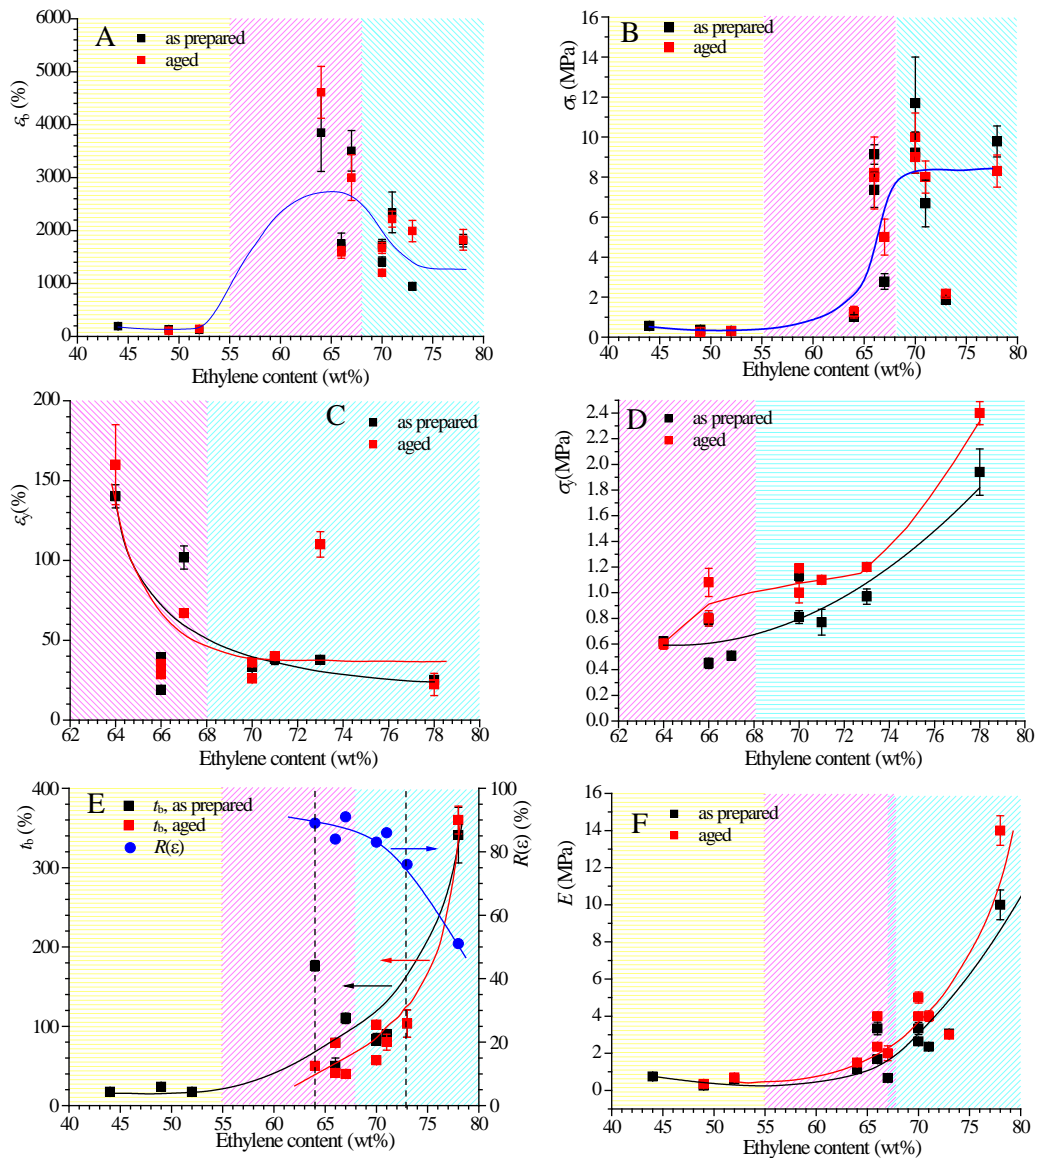 A
as prepared
aged
εb (%)
6000
5000
4000
3000
2000
1000
0
40 45 50 55 60 65 70 75 80
Ethylene content (wt%)
B
as prepared
aged
σb (MPa)
16
14
12
10
8
6
4
2
0
40 45 50 55 60 65 70 75 80
Ethylene content (wt%)
C
as prepared
aged
εy(%)
200
150
100
50
0
62 64 66 68 70 72 74 76 78 80
Ethylene content (wt%)
D
as prepared
aged
σy(MPa)
2.4
2.2
2.0
1.8
1.6
1.4
1.2
1.0
0.8
0.6
0.4
0.2
0.0
62 64 66 68 70 72 74 76 78 80
Ethylene content (wt%)
E
tb, as prepared
tb, aged
R(ε)
tb (%)
400
300
200
100
0
R(ε) (%)
100
80
60
40
20
0
40 45 50 55 60 65 70 75 80
Ethylene content (wt%)
F
as prepared
aged
E (MPa)
16
14
12
10
8
6
4
2
0
40 45 50 55 60 65 70 75 80
Ethylene content (wt%)